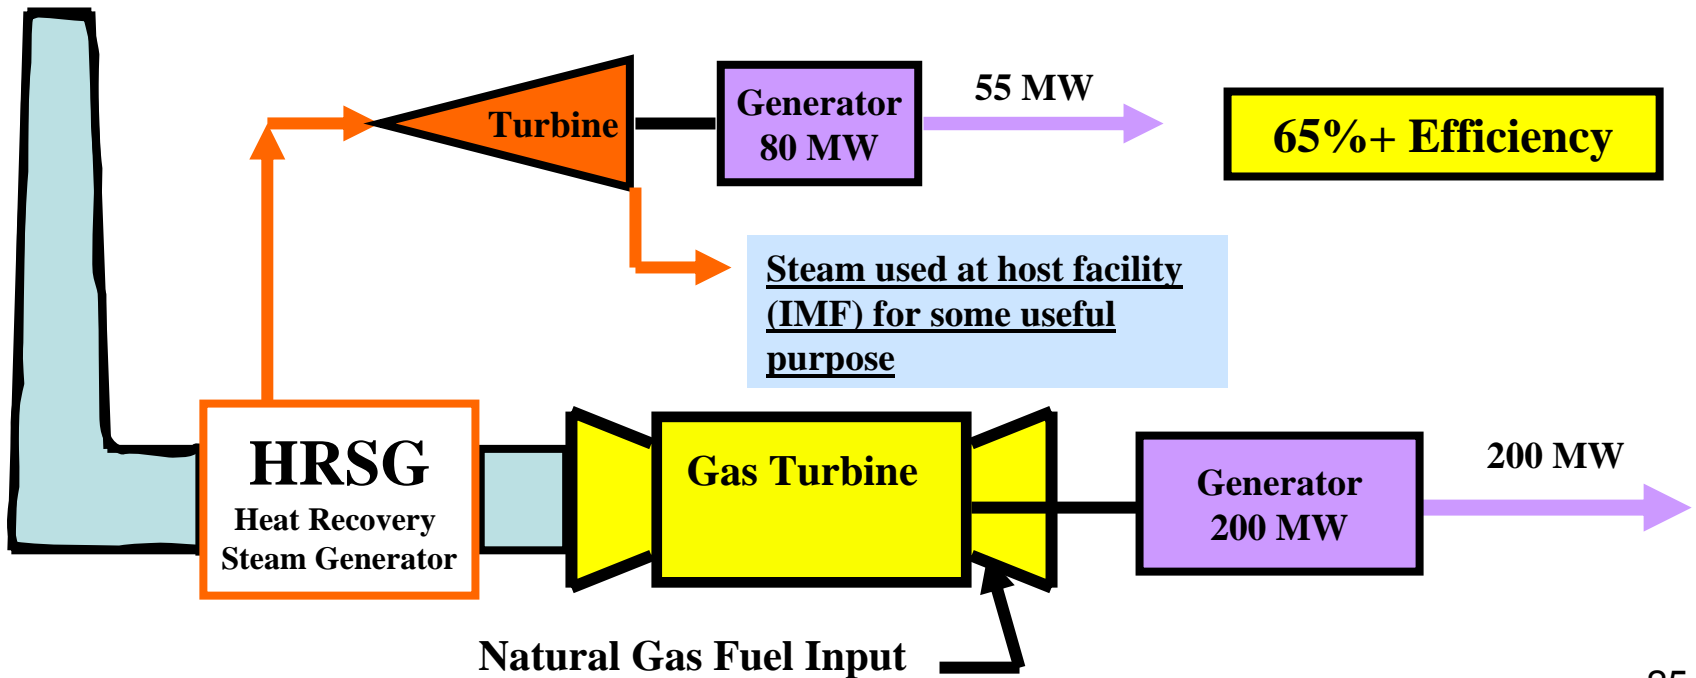 55 MW
Generator
80 MW
Turbine
65%+ Efficiency
Steam used at host facility
(IMF) for some useful
purpose
HRSG
Heat Recovery
Steam Generator
Gas Turbine
Generator
200 MW
200 MW
Natural Gas Fuel Input